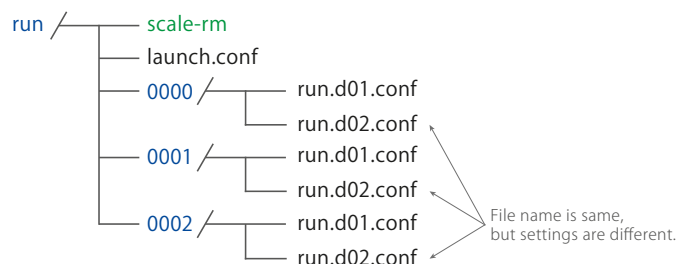 run/
scale-rm
launch.conf
0000/
run.d01.conf
run.d02.conf
0001/
run.d01.conf
run.d02.conf
0002/
run.d01.conf
run.d02.conf
File name is same,
but settings are different.